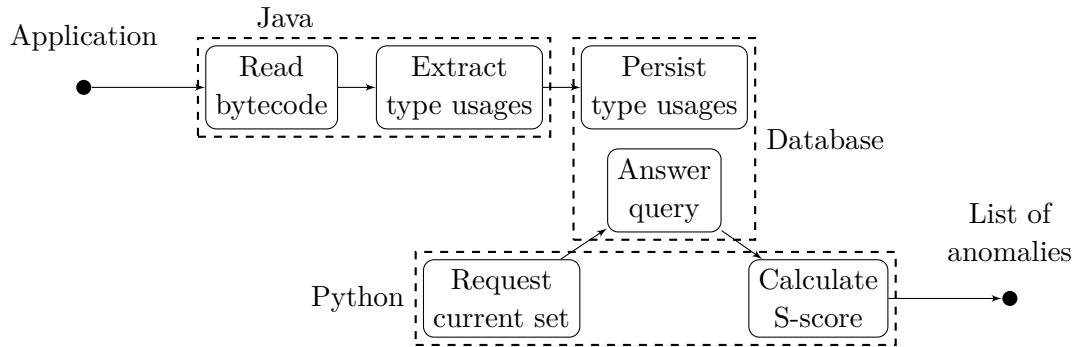 Java
Application
Read
bytecode
Extract
type usages
Persist
type usages
Database
Answer
query
List of
anomalies
Python
Request
current set
Calculate
S-score